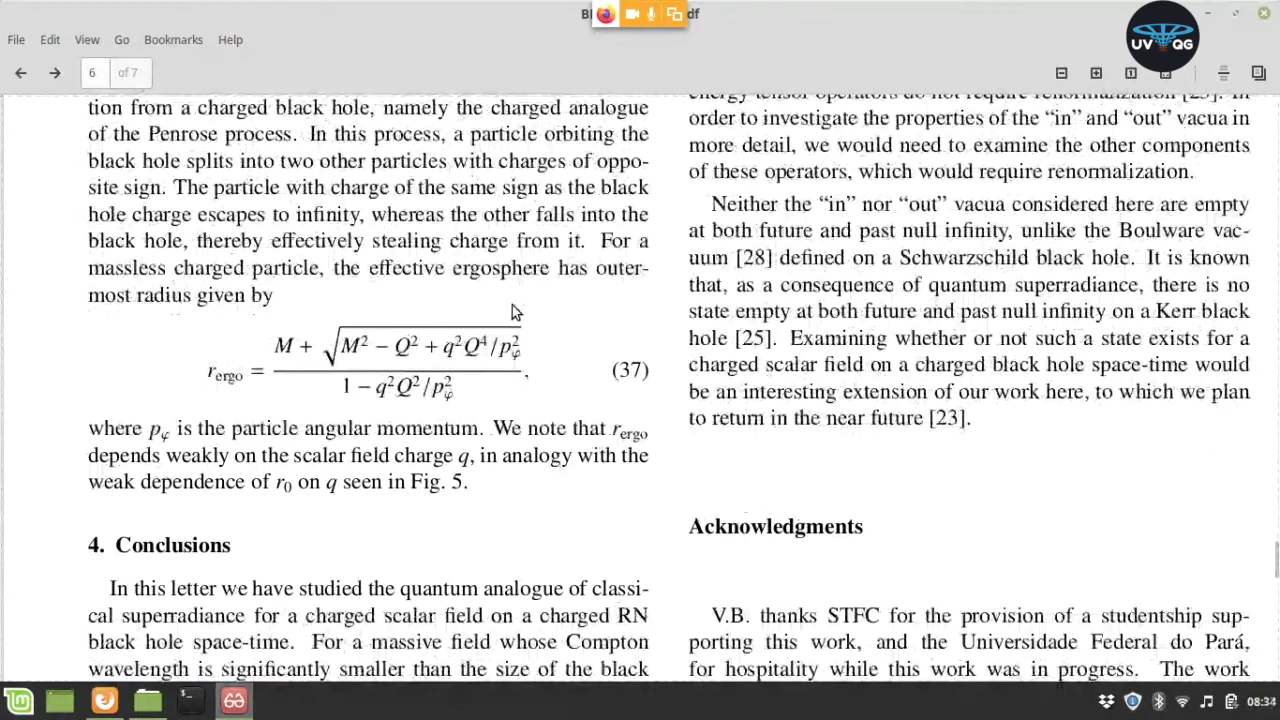 Bl
df
File Edit View Go Bookmarks Help
UV QG
6 of 7
tion from a charged black hole, namely the charged analogue
of the Penrose process. In this process, a particle orbiting the
black hole splits into two other particles with charges of oppo-
site sign. The particle with charge of the same sign as the black
hole charge escapes to infinity, whereas the other falls into the
black hole, thereby effectively stealing charge from it. For a
massless charged particle, the effective ergosphere has outer-
most radius given by
r_ergo = (M + √(M² − Q² + q²Q⁴/p_φ²)) / (1 − q²Q²/p_φ²), (37)
where p_φ is the particle angular momentum. We note that r_ergo
depends weakly on the scalar field charge q, in analogy with the
weak dependence of r₀ on q seen in Fig. 5.
4. Conclusions
In this letter we have studied the quantum analogue of classi-
cal superradiance for a charged scalar field on a charged RN
black hole space-time. For a massive field whose Compton
wavelength is significantly smaller than the size of the black
energy tensor operators do not require renormalization [23]. In
order to investigate the properties of the “in” and “out” vacua in
more detail, we would need to examine the other components
of these operators, which would require renormalization.
Neither the “in” nor “out” vacua considered here are empty
at both future and past null infinity, unlike the Boulware vac-
uum [28] defined on a Schwarzschild black hole. It is known
that, as a consequence of quantum superradiance, there is no
state empty at both future and past null infinity on a Kerr black
hole [25]. Examining whether or not such a state exists for a
charged scalar field on a charged black hole space-time would
be an interesting extension of our work here, to which we plan
to return in the near future [23].
Acknowledgments
V.B. thanks STFC for the provision of a studentship sup-
porting this work, and the Universidade Federal do Pará,
for hospitality while this work was in progress. The work
08:34